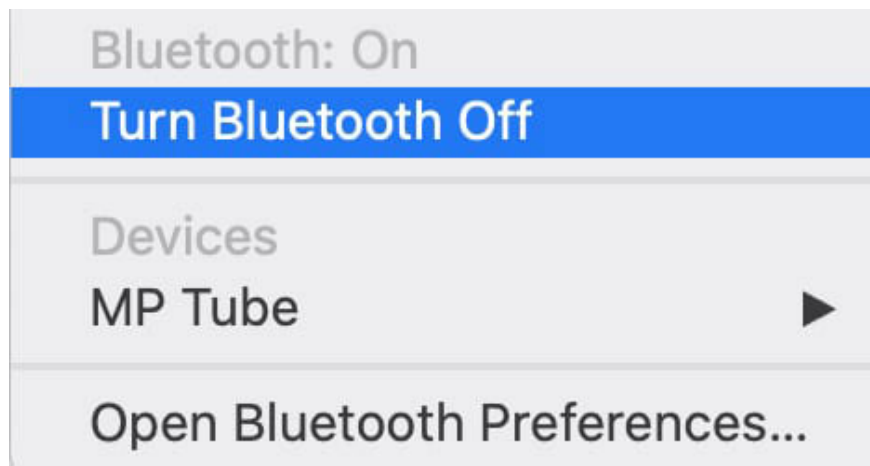 Bluetooth: On
Turn Bluetooth Off
Devices
MP Tube
Open Bluetooth Preferences...